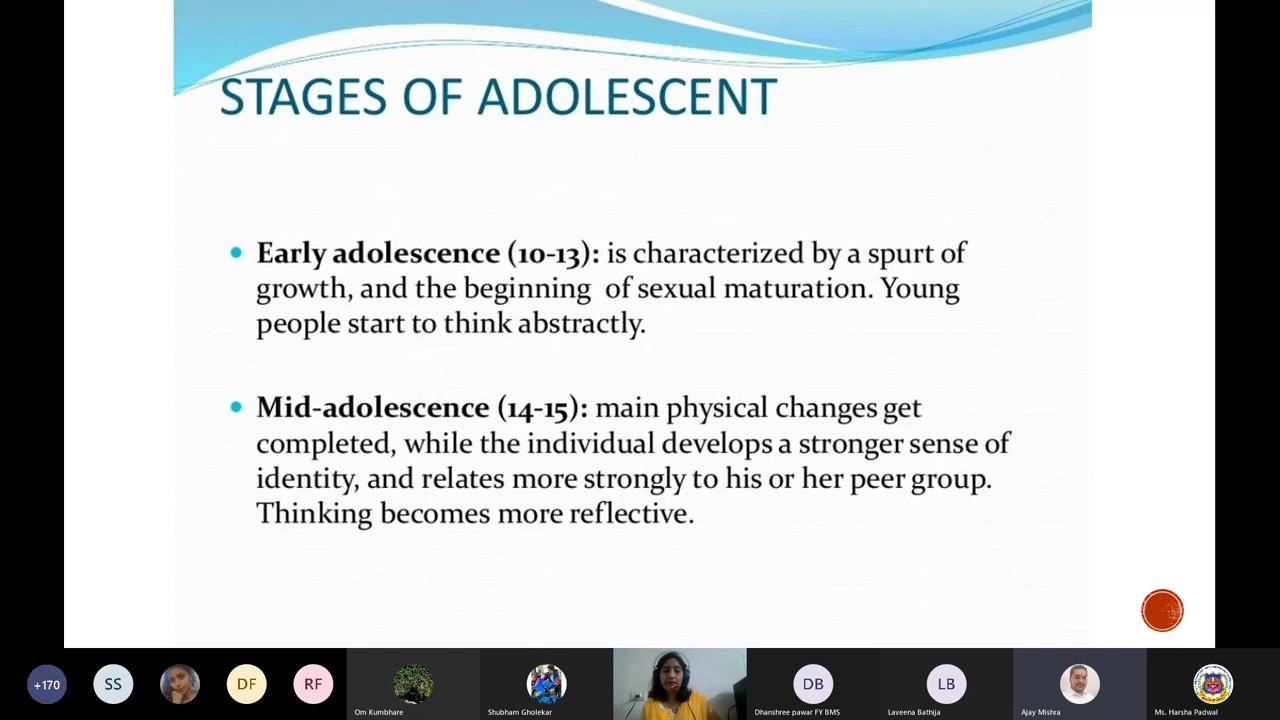 STAGES OF ADOLESCENT
• Early adolescence (10-13): is characterized by a spurt of
growth, and the beginning  of sexual maturation. Young
people start to think abstractly.
• Mid-adolescence (14-15): main physical changes get
completed, while the individual develops a stronger sense of
identity, and relates more strongly to his or her peer group.
Thinking becomes more reflective.
+170
SS
DF
RF
DB
LB
Om Kumbhare
Shubham Gholekar
Dhanshree pawar FY BMS
Laveena Bathija
Ajay Mishra
Ms. Harsha Padwal